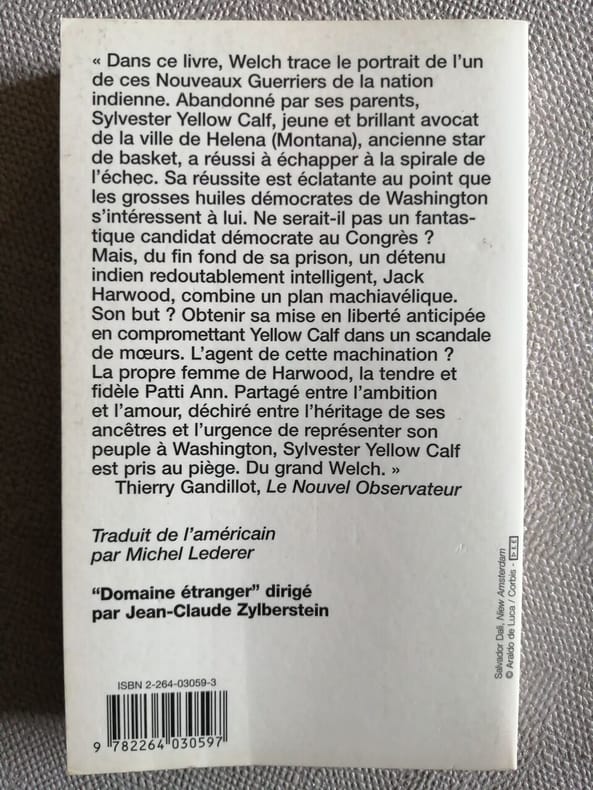 « Dans ce livre, Welch trace le portrait de l'un
de ces Nouveaux Guerriers de la nation
indienne. Abandonné par ses parents,
Sylvester Yellow Calf, jeune et brillant avocat
de la ville de Helena (Montana), ancienne star
de basket, a réussi à échapper à la spirale de
l'échec. Sa réussite est éclatante au point que
les grosses huiles démocrates de Washington
s'intéressent à lui. Ne serait-il pas un fantas-
tique candidat démocrate au Congrès ?
Mais, du fin fond de sa prison, un détenu
indien redoutablement intelligent, Jack
Harwood, combine un plan machiavélique.
Son but ? Obtenir sa mise en liberté anticipée
en compromettant Yellow Calf dans un scandale
de mœurs. L'agent de cette machination ?
La propre femme de Harwood, la tendre et
fidèle Patti Ann. Partagé entre l'ambition
et l'amour, déchiré entre l'héritage de ses
ancêtres et l'urgence de représenter son
peuple à Washington, Sylvester Yellow Calf
est pris au piège. Du grand Welch. »
Thierry Gandillot, Le Nouvel Observateur
Traduit de l'américain
par Michel Lederer
"Domaine étranger" dirigé
par Jean-Claude Zylberstein
Salvador Dali, Niew Amsterdam
© Araldo de Luca / Corbis -
ISBN 2-264-03059-3
9 782264 030597